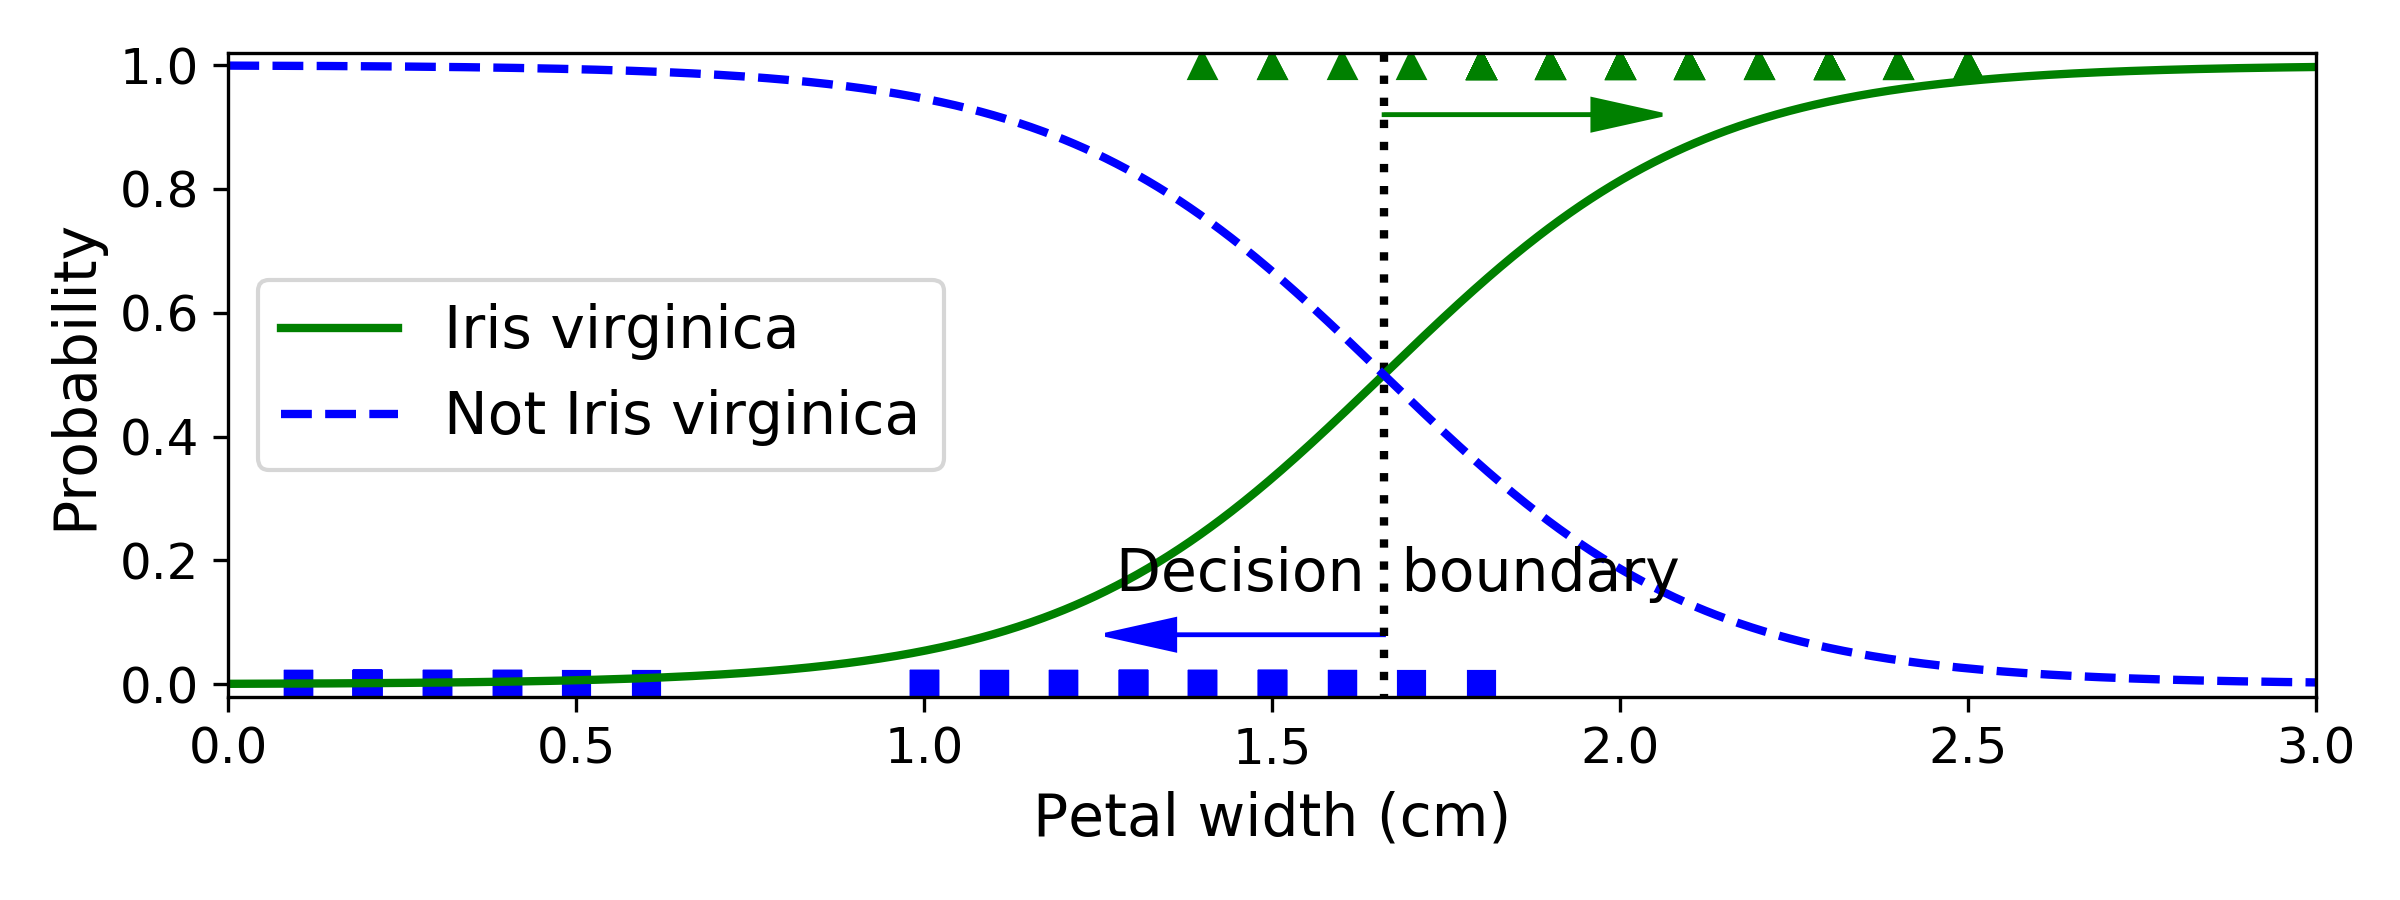 1.0
0.8
0.6
0.4
0.2
0.0
Probability
Iris virginica
Not Iris virginica
Decision boundary
0.0 0.5 1.0 1.5 2.0 2.5 3.0
Petal width (cm)